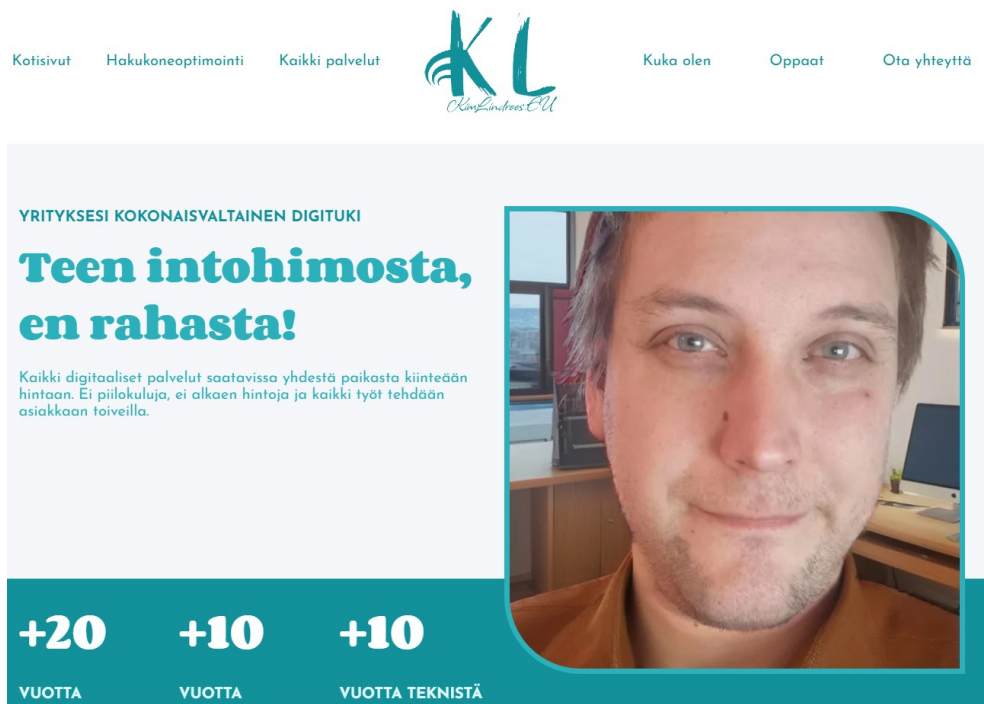 Kotisivut
Hakukoneoptimointi
Kaikki palvelut
KL
KimLindroos.EU
Kuka olen
Oppaat
Ota yhteyttä
YRITYKSESI KOKONAISVALTAINEN DIGITUKI
Teen intohimosta,
en rahasta!
Kaikki digitaaliset palvelut saatavissa yhdestä paikasta kiinteään
hintaan. Ei piilokuluja, ei alkaen hintoja ja kaikki työt tehdään
asiakkaan toiveilla.
+20
+10
+10
VUOTTA
VUOTTA
VUOTTA TEKNISTÄ